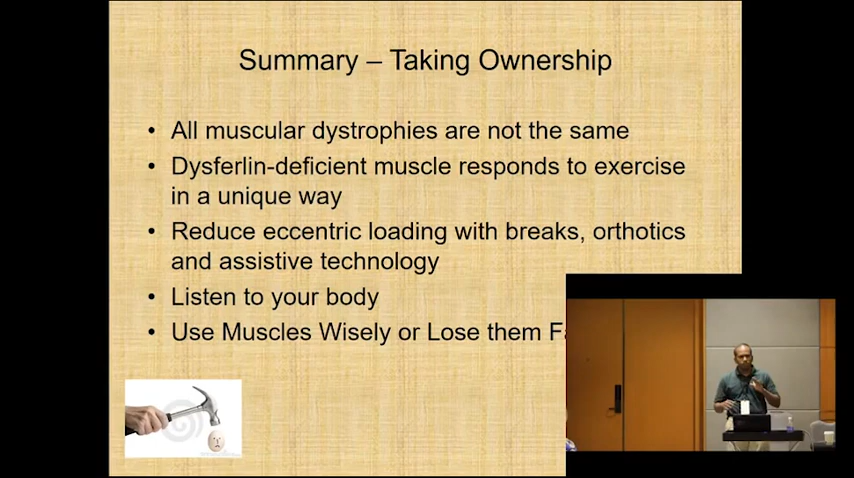 Summary – Taking Ownership
• All muscular dystrophies are not the same
• Dysferlin-deficient muscle responds to exercise
in a unique way
• Reduce eccentric loading with breaks, orthotics
and assistive technology
• Listen to your body
• Use Muscles Wisely or Lose them